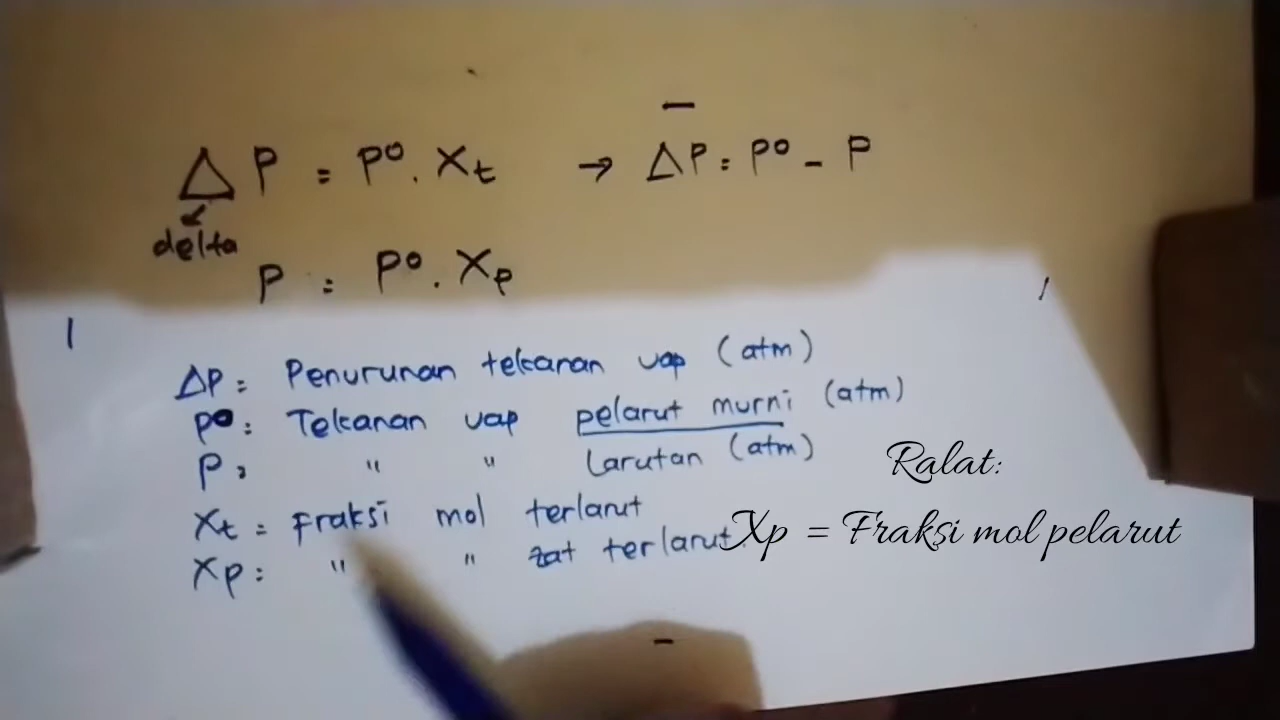 ΔP = P° . Xt → ΔP = P° - P
delta
P = P° . Xp
ΔP = Penurunan tekanan uap (atm)
P° = Tekanan uap pelarut murni (atm)
P = " " Larutan (atm)
Xt = Fraksi mol terlarut
Xp = " " zat terlarut.
Ralat:
Xp = Fraksi mol pelarut